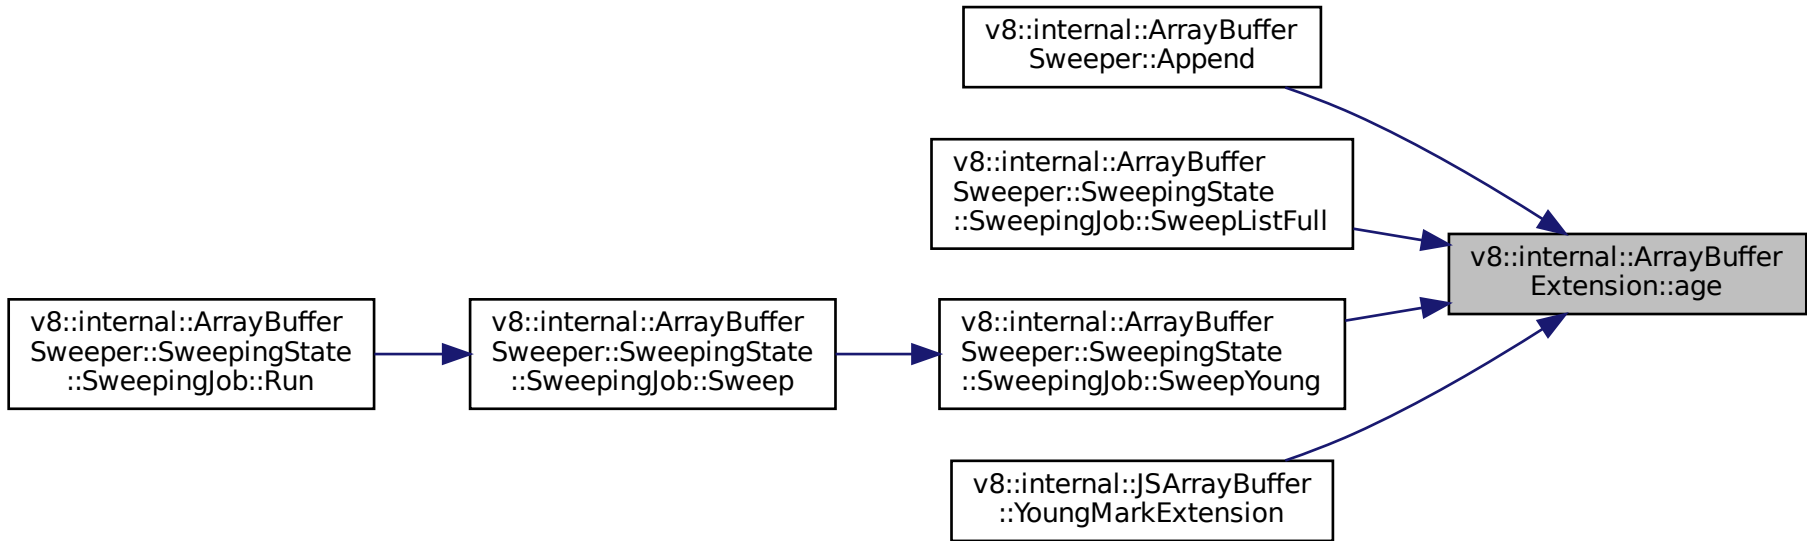 v8::internal::ArrayBuffer
Sweeper::Append
v8::internal::ArrayBuffer
Sweeper::SweepingState
::SweepingJob::SweepListFull
v8::internal::ArrayBuffer
Extension::age
v8::internal::ArrayBuffer
Sweeper::SweepingState
::SweepingJob::Run
v8::internal::ArrayBuffer
Sweeper::SweepingState
::SweepingJob::Sweep
v8::internal::ArrayBuffer
Sweeper::SweepingState
::SweepingJob::SweepYoung
v8::internal::JSArrayBuffer
::YoungMarkExtension